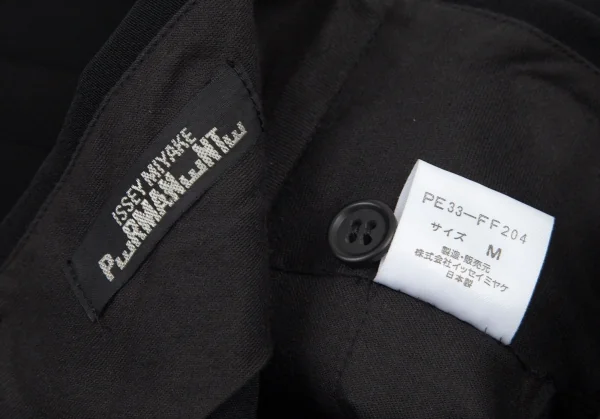 ISSEY MIYAKE
PERMANENTE
PE33-FF204
サイズ M
製造・販売元
株式会社イッセイミヤケ
日本製